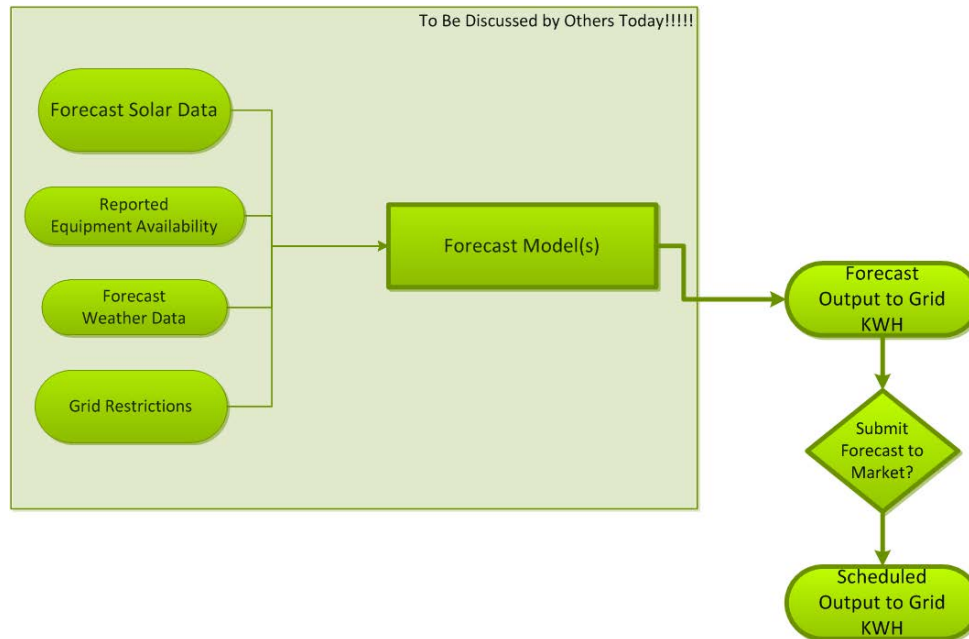 To Be Discussed by Others Today!!!!!
Forecast Solar Data
Reported
Equipment Availability
Forecast
Weather Data
Grid Restrictions
Forecast Model(s)
Forecast
Output to Grid
KWH
Submit
Forecast to
Market?
Scheduled
Output to Grid
KWH